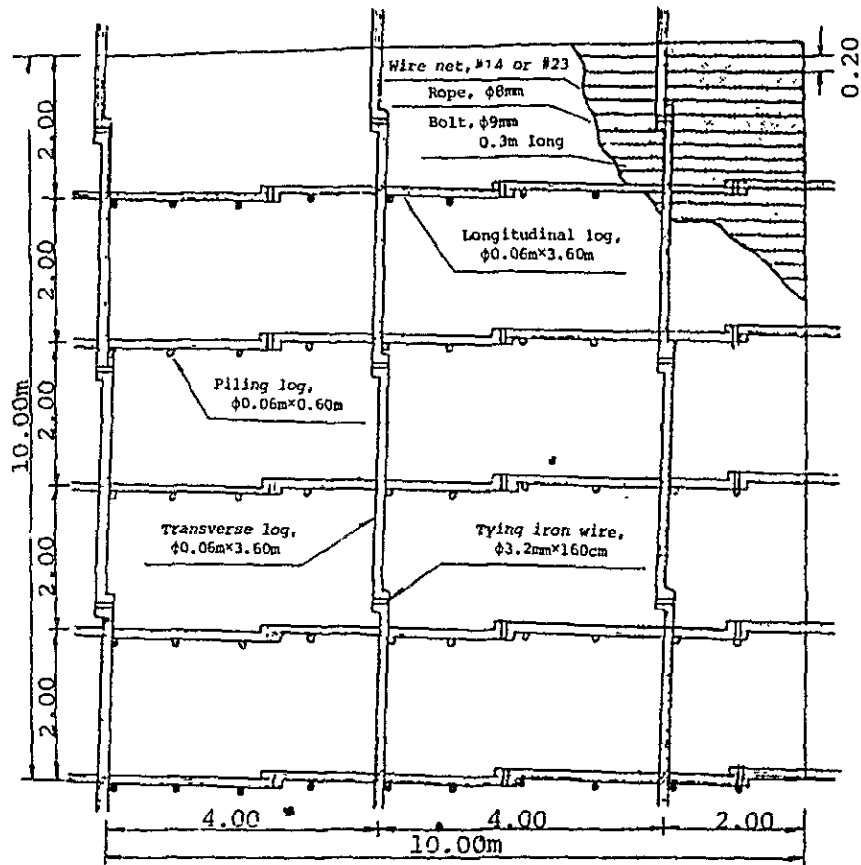 Wire net, #14 or #23
Rope, φ8mm
Bolt, φ9mm
0.3m long
0.20
2.00
Longitudinal log,
φ0.06m×3.60m
2.00
Piling log,
φ0.06m×0.60m
10.00m
2.00
Transverse log,
φ0.06m×3.60m
Tying iron wire,
φ3.2mm×160cm
2.00
2.00
4.00
4.00
2.00
10.00m